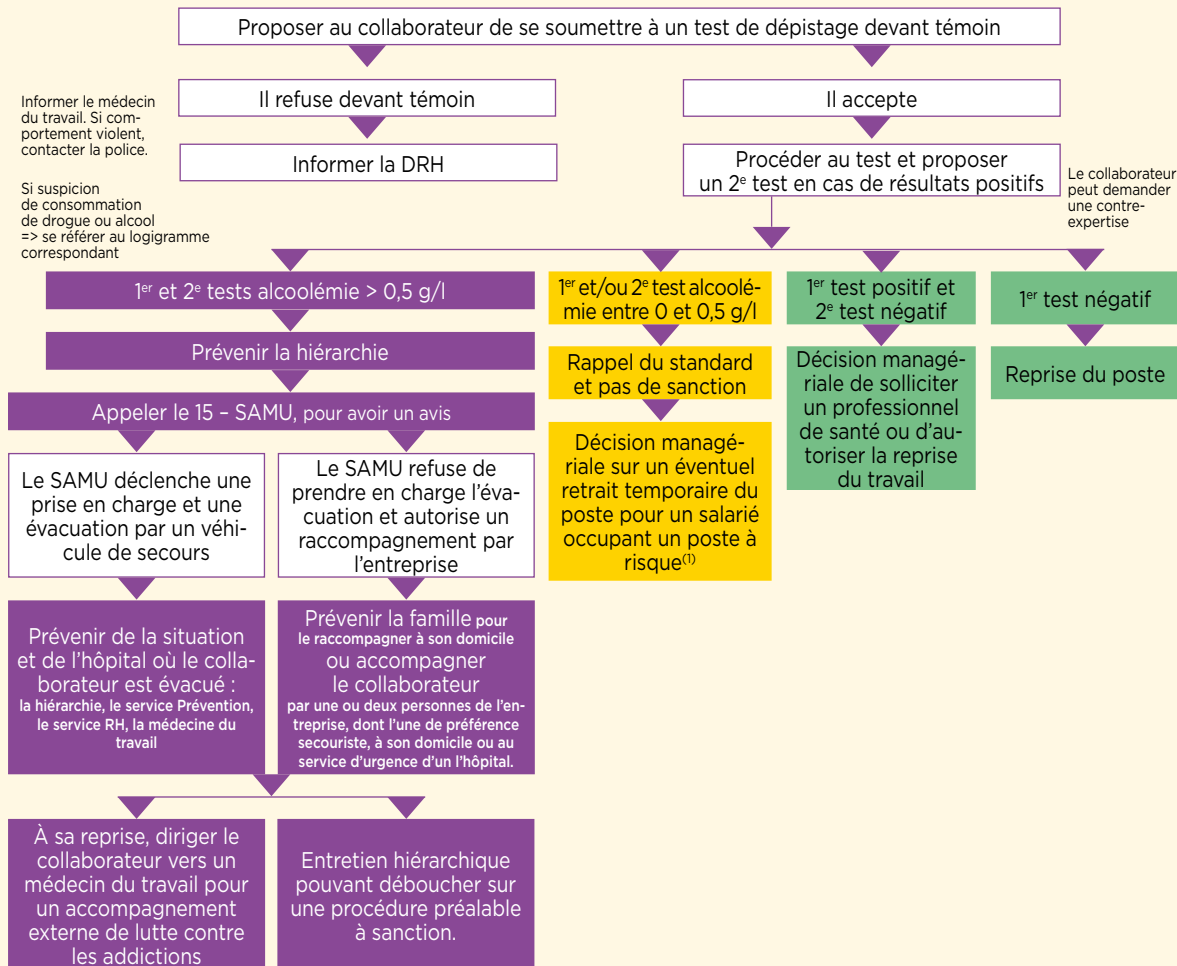 Proposer au collaborateur de se soumettre à un test de dépistage devant témoin
Informer le médecin
du travail. Si com-
portement violent,
contacter la police.
Si suspicion
de consommation
de drogue ou alcool
=> se référer au logigramme
correspondant
Il refuse devant témoin
Informer la DRH
Il accepte
Procéder au test et proposer
un 2e test en cas de résultats positifs
Le collaborateur
peut demander
une contre-
expertise
1er et 2e tests alcoolémie > 0,5 g/l
Prévenir la hiérarchie
Appeler le 15 – SAMU, pour avoir un avis
Le SAMU déclenche une
prise en charge et une
évacuation par un véhi-
cule de secours
Le SAMU refuse de
prendre en charge l’éva-
cuation et autorise un
raccompagnement par
l’entreprise
Prévenir de la situation
et de l’hôpital où le colla-
borateur est évacué :
la hiérarchie, le service Prévention,
le service RH, la médecine du
travail
Prévenir la famille pour
le raccompagner à son domicile
ou accompagner
le collaborateur
par une ou deux personnes de l’en-
treprise, dont l’une de préférence
secouriste, à son domicile ou au
service d’urgence d’un l’hôpital.
À sa reprise, diriger le
collaborateur vers un
médecin du travail pour
un accompagnement
externe de lutte contre
les addictions
Entretien hiérarchique
pouvant déboucher sur
une procédure préalable
à sanction.
1er et/ou 2e test alcoolé-
mie entre 0 et 0,5 g/l
Rappel du standard
et pas de sanction
Décision managé-
riale sur un éventuel
retrait temporaire du
poste pour un salarié
occupant un poste à
risque(1)
1er test positif et
2e test négatif
Décision managé-
riale de solliciter
un professionnel
de santé ou d’au-
toriser la reprise
du travail
1er test négatif
Reprise du poste